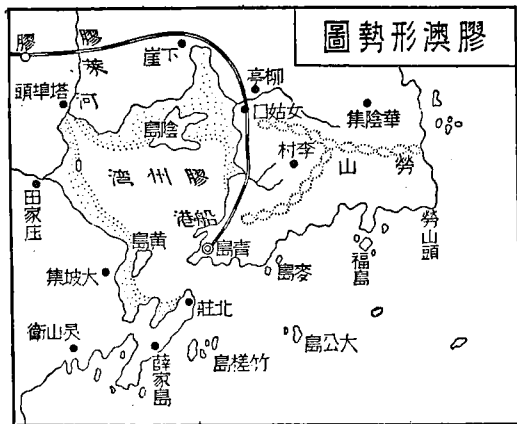 膠澳形勢圖
膠
膠萊河
下崖
柳亭
塔埠頭
女姑口
華陰集
陰島
李村
勞山
膠州湾
田家庄
船港
黄島
青島
麥島
福島
勞山頭
大坡集
北莊
灵山衛
薛家島
竹槎島
大公島